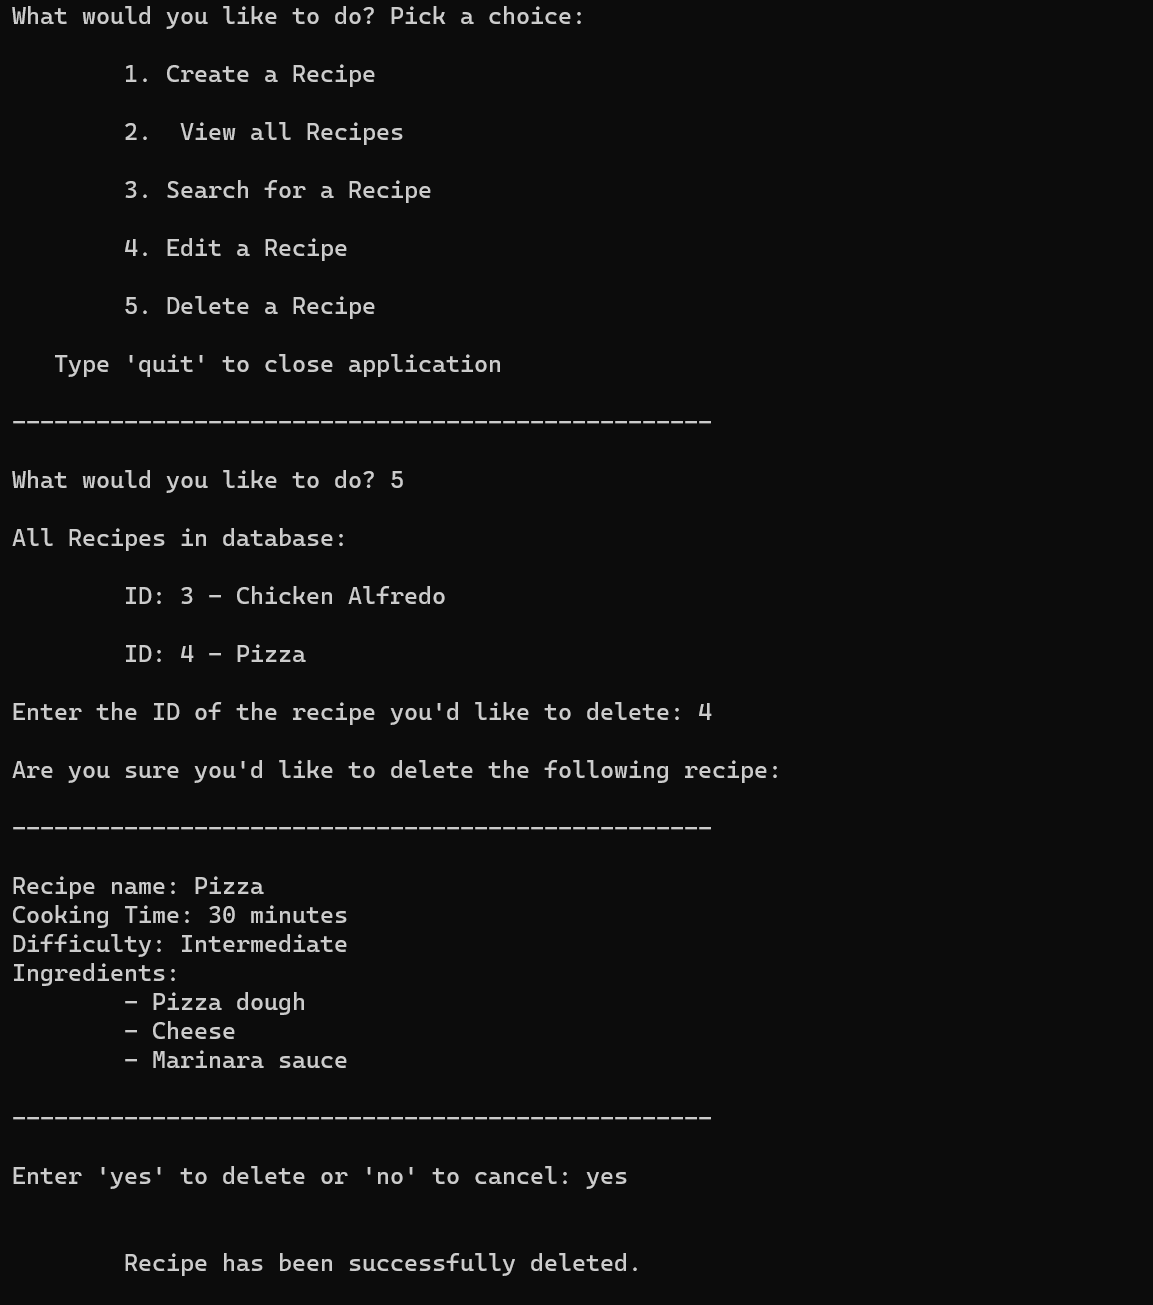 What would you like to do? Pick a choice:
1. Create a Recipe
2.  View all Recipes
3. Search for a Recipe
4. Edit a Recipe
5. Delete a Recipe
Type 'quit' to close application
--------------------------------------------------
What would you like to do? 5
All Recipes in database:
ID: 3 - Chicken Alfredo
ID: 4 - Pizza
Enter the ID of the recipe you'd like to delete: 4
Are you sure you'd like to delete the following recipe:
--------------------------------------------------
Recipe name: Pizza
Cooking Time: 30 minutes
Difficulty: Intermediate
Ingredients:
- Pizza dough
- Cheese
- Marinara sauce
--------------------------------------------------
Enter 'yes' to delete or 'no' to cancel: yes
Recipe has been successfully deleted.